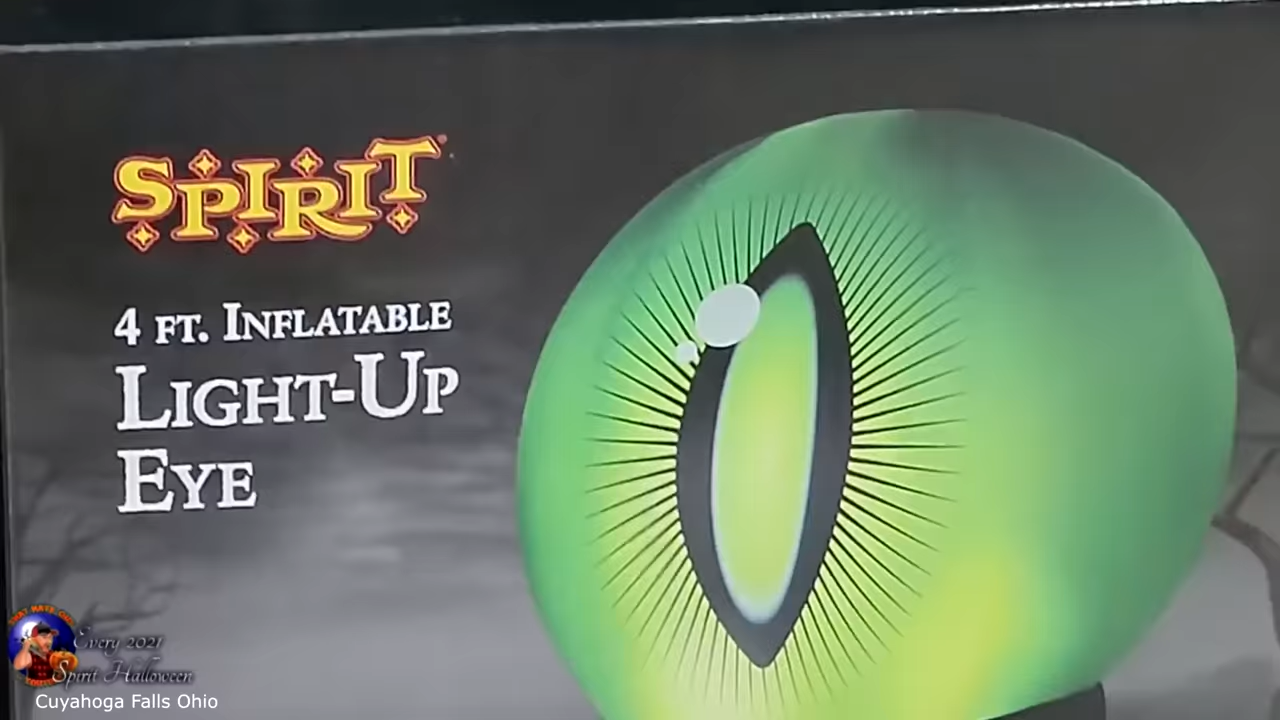 SPIRIT
4 FT. INFLATABLE
LIGHT-UP
EYE
Every 2021
Spirit Halloween
Cuyahoga Falls Ohio